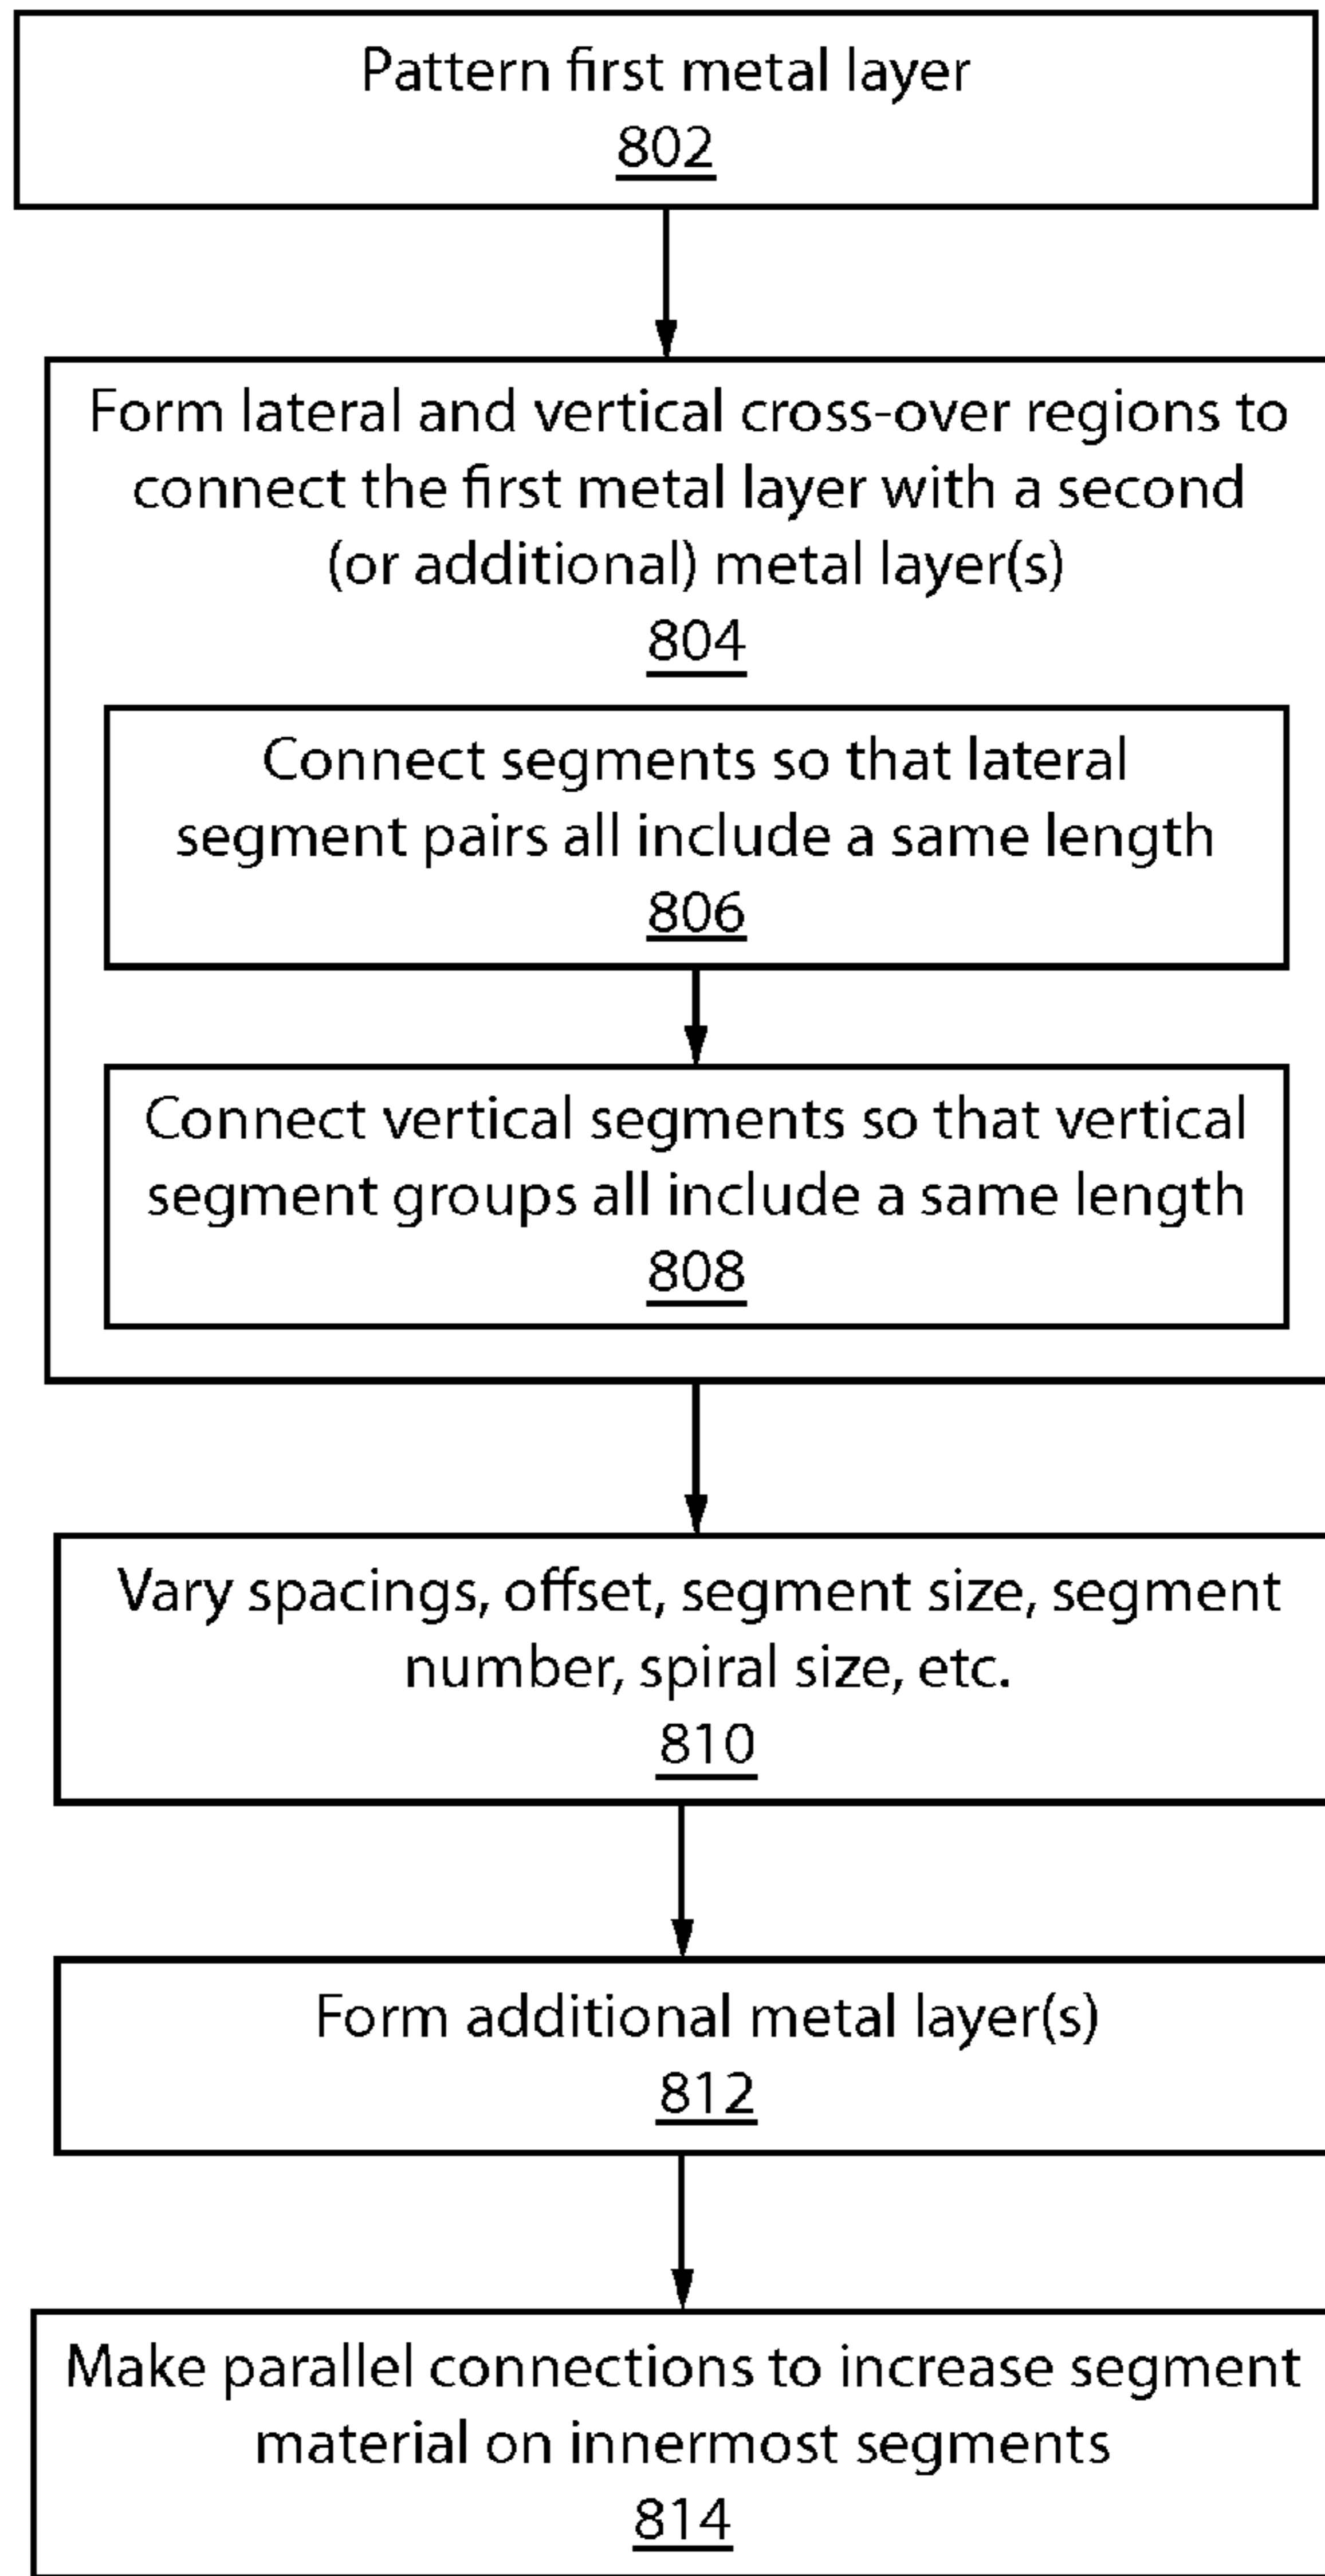 Pattern first metal layer
802
Form lateral and vertical cross-over regions to
connect the first metal layer with a second
(or additional) metal layer(s)
804
Connect segments so that lateral
segment pairs all include a same length
806
Connect vertical segments so that vertical
segment groups all include a same length
808
Vary spacings, offset, segment size, segment
number, spiral size, etc.
810
Form additional metal layer(s)
812
Make parallel connections to increase segment
material on innermost segments
814